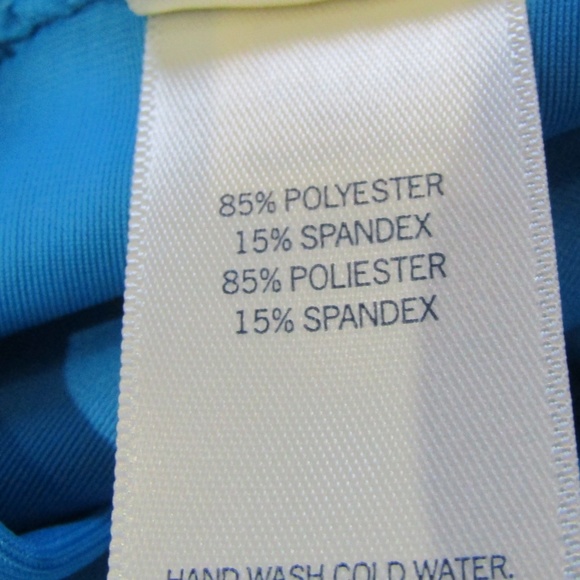 85% POLYESTER
15% SPANDEX
85% POLIESTER
15% SPANDEX
HAND WASH COLD WATER.